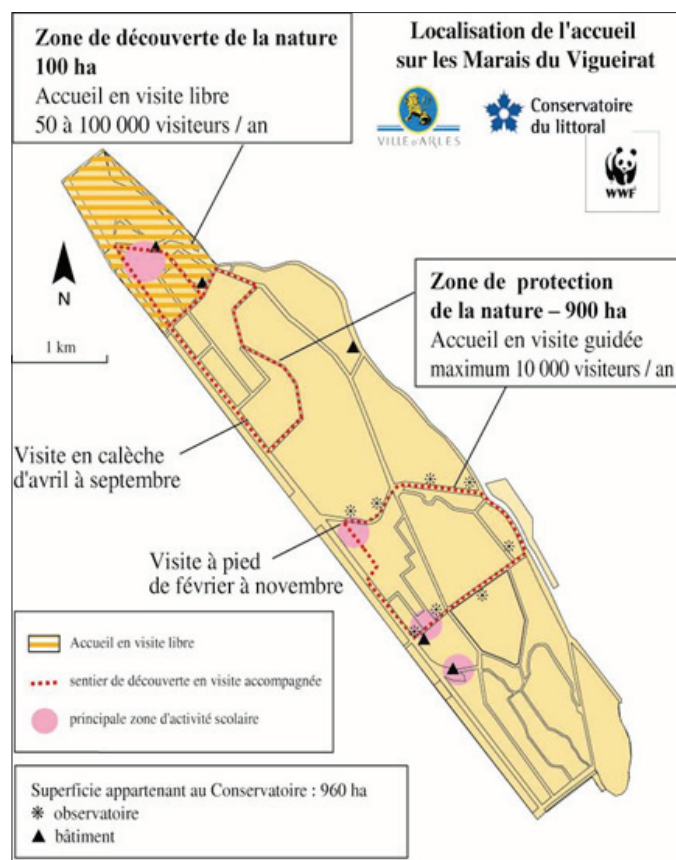 Zone de découverte de la nature
100 ha
Accueil en visite libre
50 à 100 000 visiteurs / an
Localisation de l'accueil
sur les Marais du Vigueirat
VILLE d'ARLES
Conservatoire
du littoral
WWF
N
1 km
Zone de protection
de la nature – 900 ha
Accueil en visite guidée
maximum 10 000 visiteurs / an
Visite en calèche
d'avril à septembre
Visite à pied
de février à novembre
Accueil en visite libre
sentier de découverte en visite accompagnée
principale zone d'activité scolaire
Superficie appartenant au Conservatoire : 960 ha
observatoire
bâtiment